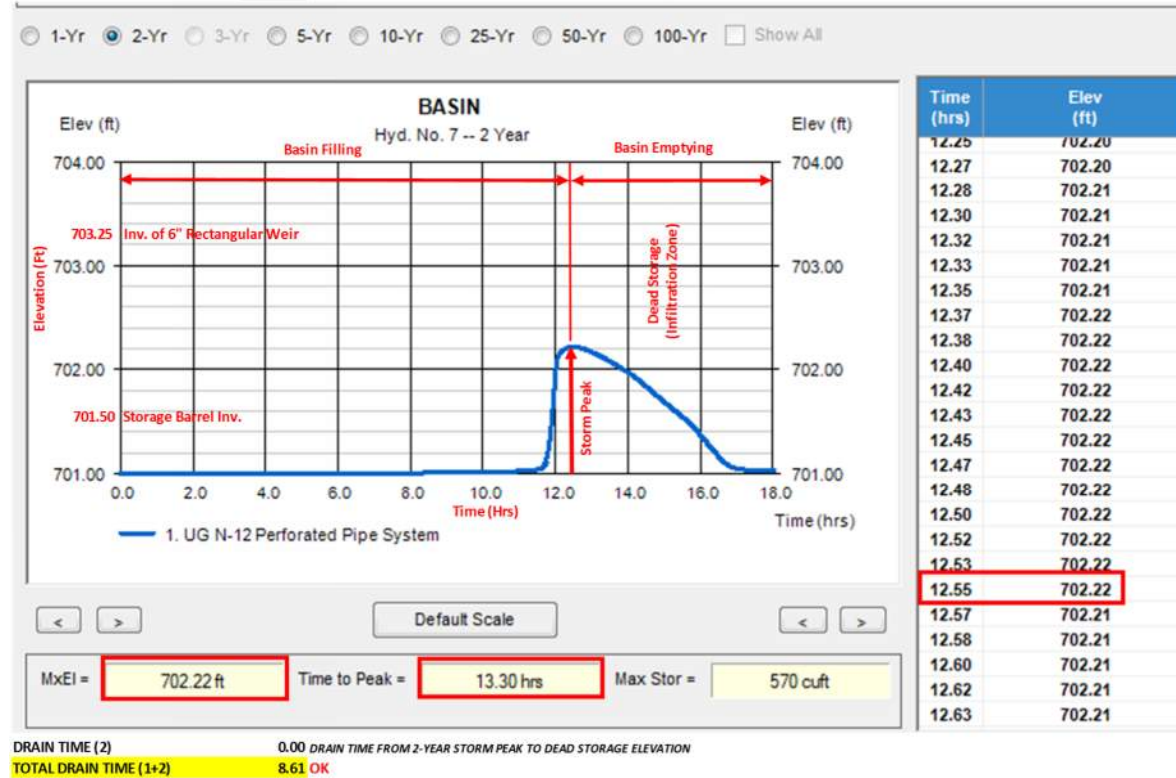 1-Yr 2-Yr 3-Yr 5-Yr 10-Yr 25-Yr 50-Yr 100-Yr Show All
BASIN
Elev (ft) Hyd. No. 7 -- 2 Year Elev (ft)
Basin Filling Basin Emptying
704.00 704.00
703.25 Inv. of 6" Rectangular Weir
703.00 703.00
Elevation (Ft)
Dead Storage
(Infiltration Zone)
702.00 702.00
701.50 Storage Barrel Inv.
Storm Peak
701.00 701.00
0.0 2.0 4.0 6.0 8.0 10.0 12.0 14.0 16.0 18.0
Time (Hrs)
Time (hrs)
1. UG N-12 Perforated Pipe System
< > Default Scale < >
MxEl = 702.22 ft Time to Peak = 13.30 hrs Max Stor = 570 cuft
Time Elev
(hrs) (ft)
12.25 702.20
12.27 702.20
12.28 702.21
12.30 702.21
12.32 702.21
12.33 702.21
12.35 702.21
12.37 702.22
12.38 702.22
12.40 702.22
12.42 702.22
12.43 702.22
12.45 702.22
12.47 702.22
12.48 702.22
12.50 702.22
12.52 702.22
12.53 702.22
12.55 702.22
12.57 702.21
12.58 702.21
12.60 702.21
12.62 702.21
12.63 702.21
DRAIN TIME (2) 0.00 DRAIN TIME FROM 2-YEAR STORM PEAK TO DEAD STORAGE ELEVATION
TOTAL DRAIN TIME (1+2) 8.61 OK